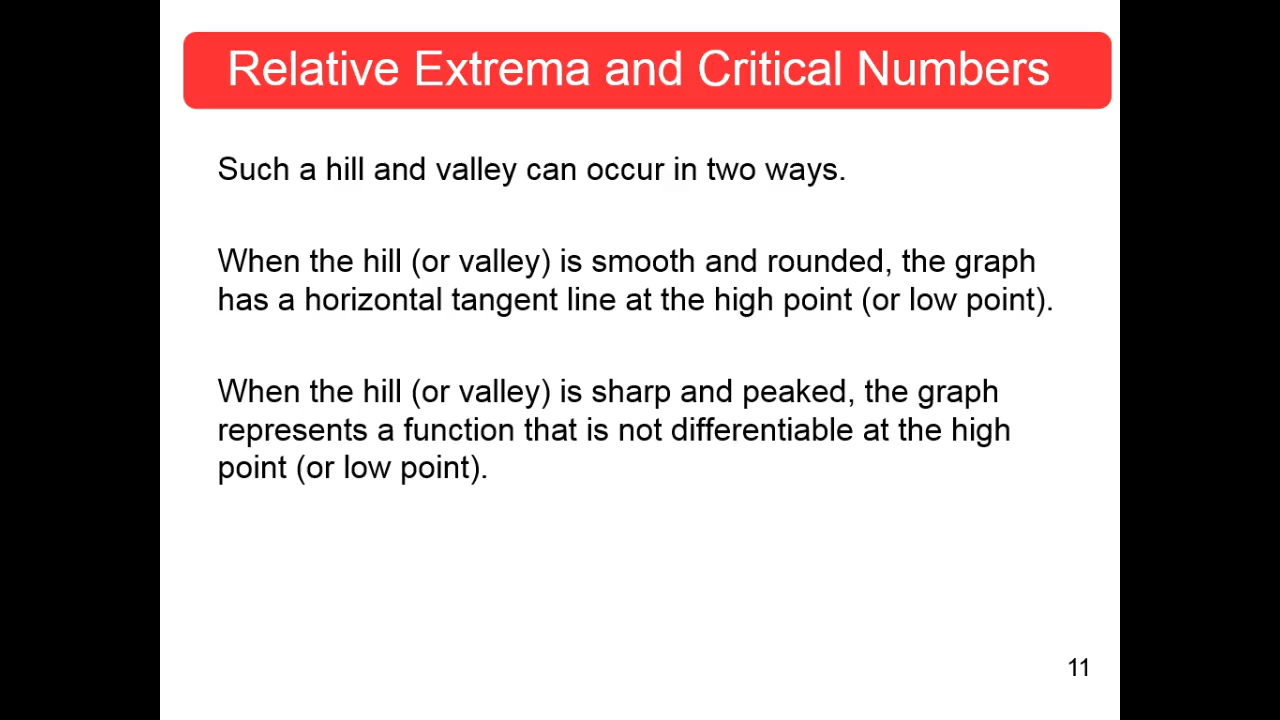 Relative Extrema and Critical Numbers
Such a hill and valley can occur in two ways.
When the hill (or valley) is smooth and rounded, the graph
has a horizontal tangent line at the high point (or low point).
When the hill (or valley) is sharp and peaked, the graph
represents a function that is not differentiable at the high
point (or low point).
11